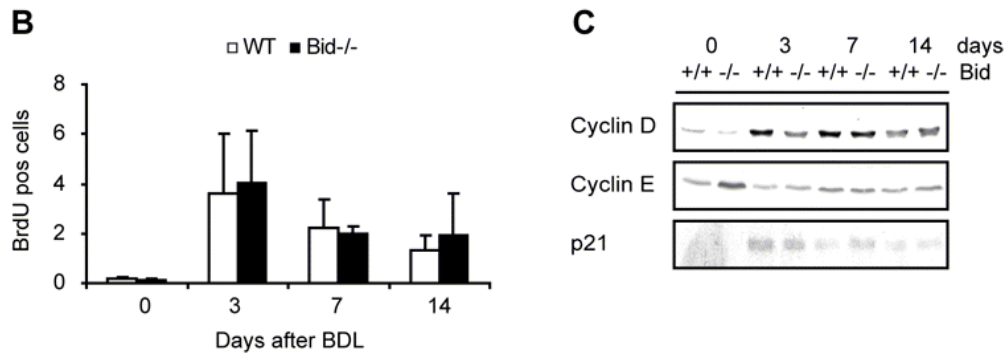 B
WT Bid-/-
BrdU pos cells
8
6
4
2
0
0 3 7 14
Days after BDL
C
0 3 7 14 days
+/+ -/- +/+ -/- +/+ -/- +/+ -/- Bid
Cyclin D
Cyclin E
p21